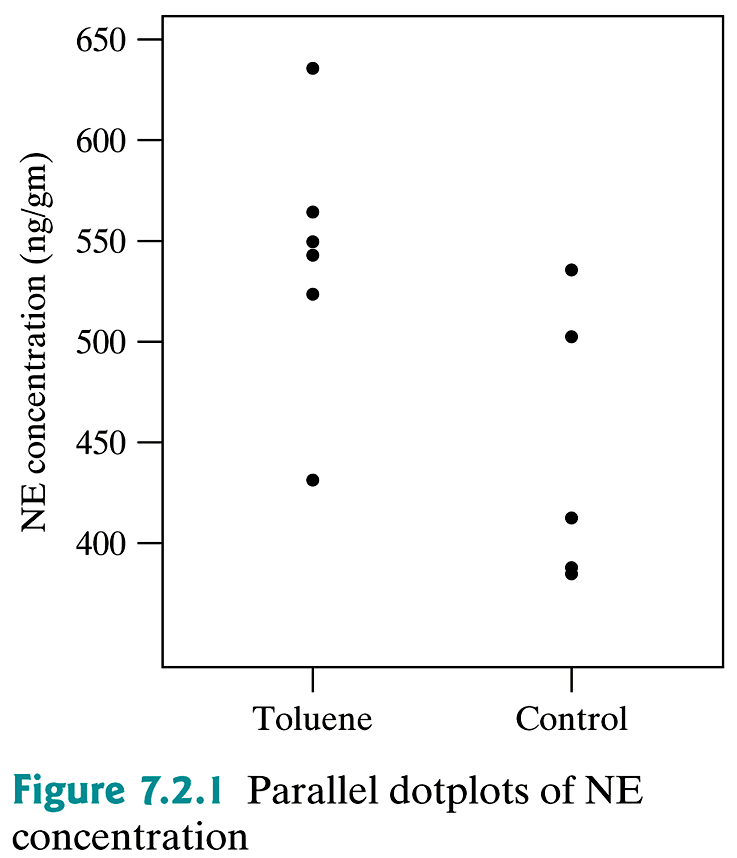 650
600
550
500
450
400
NE concentration (ng/gm)
Toluene Control
Figure 7.2.1 Parallel dotplots of NE
concentration